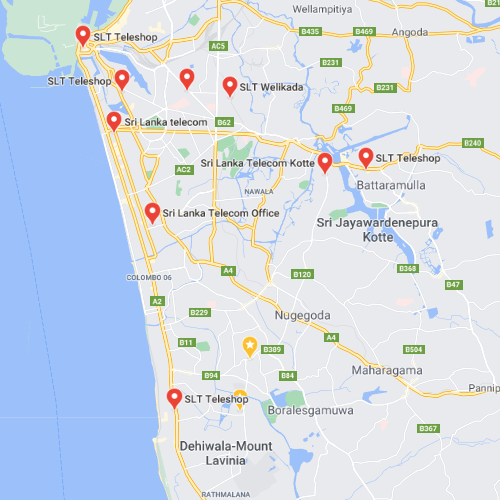 Wellampitiya
B435
B469
Angoda
SLT Teleshop
AC5
B231
SLT Teleshop
SLT Welikada
B231
B469
Sri Lanka telecom
B62
B240
Sri Lanka Telecom Kotte
SLT Teleshop
AC2
NAWALA
Battaramulla
Sri Lanka Telecom Office
Sri Jayawardenepura
Kotte
A4
B368
COLOMBO 06
B120
B47
A2
B229
Nugegoda
A4
B11
B389
B504
B94
B84
Maharagama
Pannip
SLT Teleshop
Boralesgamuwa
B367
Dehiwala-Mount
Lavinia
RATHMALANA